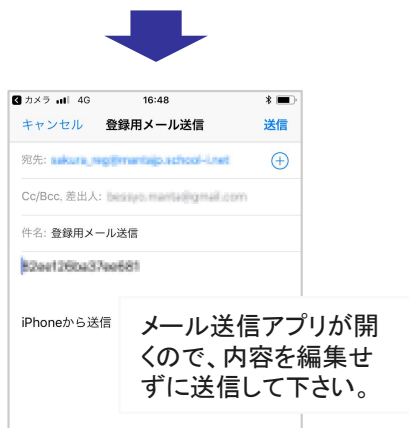 カメラ 4G 16:48
キャンセル 登録用メール送信 送信
宛先:
Cc/Bcc, 差出人:
件名: 登録用メール送信
iPhoneから送信
メール送信アプリが開
くので、内容を編集せ
ずに送信して下さい。